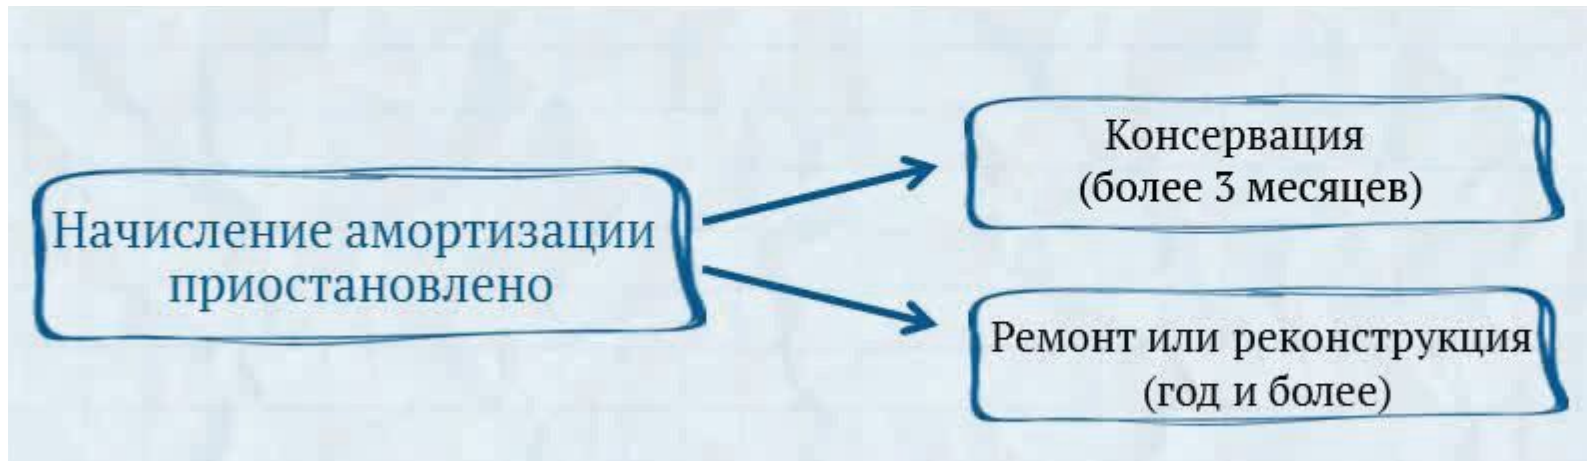 Начисление амортизации
приостановлено
Консервация
(более 3 месяцев)
Ремонт или реконструкция
(год и более)